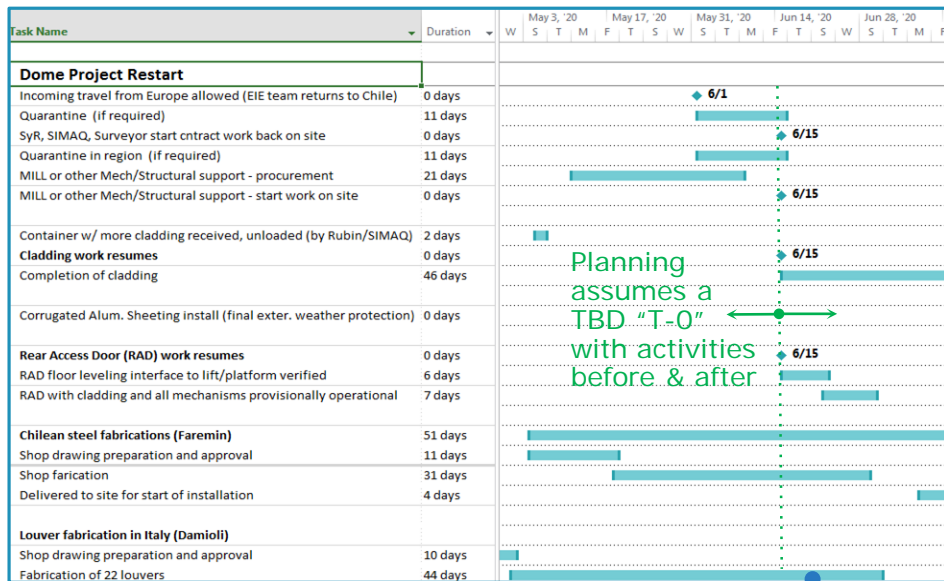 May 3, '20 May 17, '20 May 31, '20 Jun 14, '20 Jun 28, '20
Task Name Duration W S T M F T S W S T M F T S W S T M F
Dome Project Restart
Incoming travel from Europe allowed (EIE team returns to Chile) 0 days 6/1
Quarantine (if required) 11 days
SyR, SIMAQ, Surveyor start cntract work back on site 0 days 6/15
Quarantine in region (if required) 11 days
MILL or other Mech/Structural support - procurement 21 days
MILL or other Mech/Structural support - start work on site 0 days 6/15
Container w/ more cladding received, unloaded (by Rubin/SIMAQ) 2 days
Cladding work resumes 0 days 6/15
Completion of cladding 46 days
Corrugated Alum. Sheeting install (final exter. weather protection) 0 days
Planning
assumes a
TBD "T-0"
with activities
before & after
Rear Access Door (RAD) work resumes 0 days 6/15
RAD floor leveling interface to lift/platform verified 6 days
RAD with cladding and all mechanisms provisionally operational 7 days
Chilean steel fabrications (Faremin) 51 days
Shop drawing preparation and approval 11 days
Shop farication 31 days
Delivered to site for start of installation 4 days
Louver fabrication in Italy (Damioli)
Shop drawing preparation and approval 10 days
Fabrication of 22 louvers 44 days